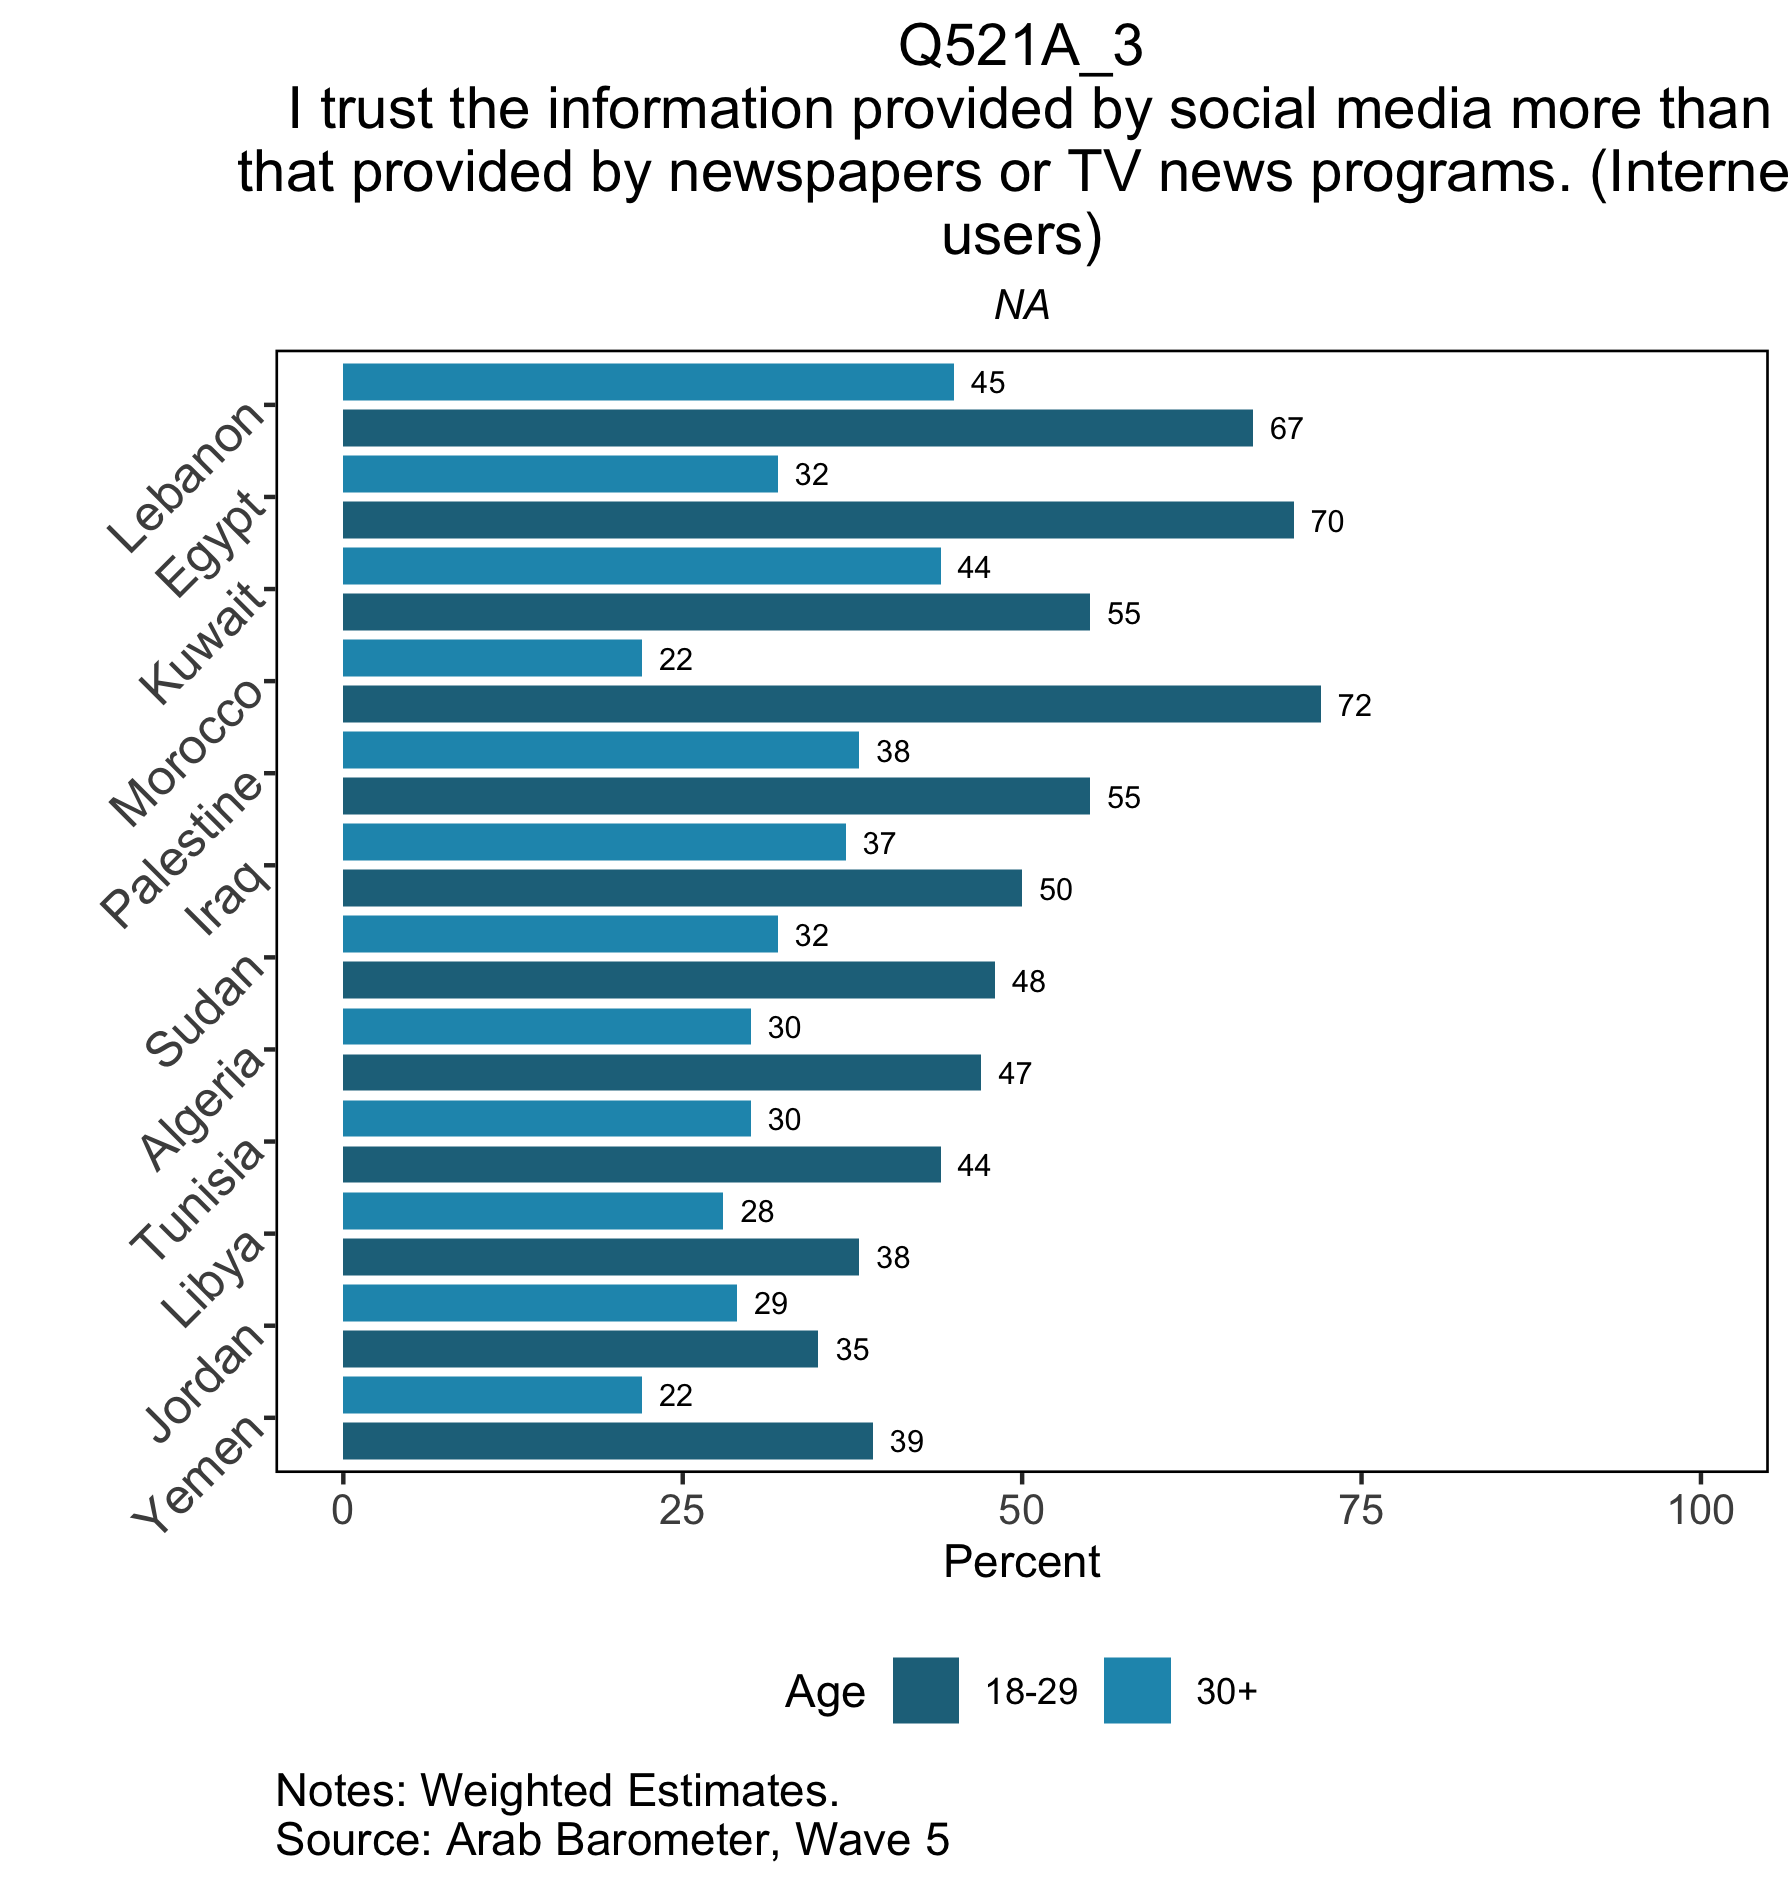 Q521A_3
I trust the information provided by social media more than
that provided by newspapers or TV news programs. (Interne
users)
NA
Lebanon
45
67
Egypt
32
70
Kuwait
44
55
Morocco
22
72
Palestine
38
55
Iraq
37
50
Sudan
32
48
Algeria
30
47
Tunisia
30
44
Libya
28
38
Jordan
29
35
Yemen
22
39
0 25 50 75 100
Percent
Age 18-29 30+
Notes: Weighted Estimates.
Source: Arab Barometer, Wave 5